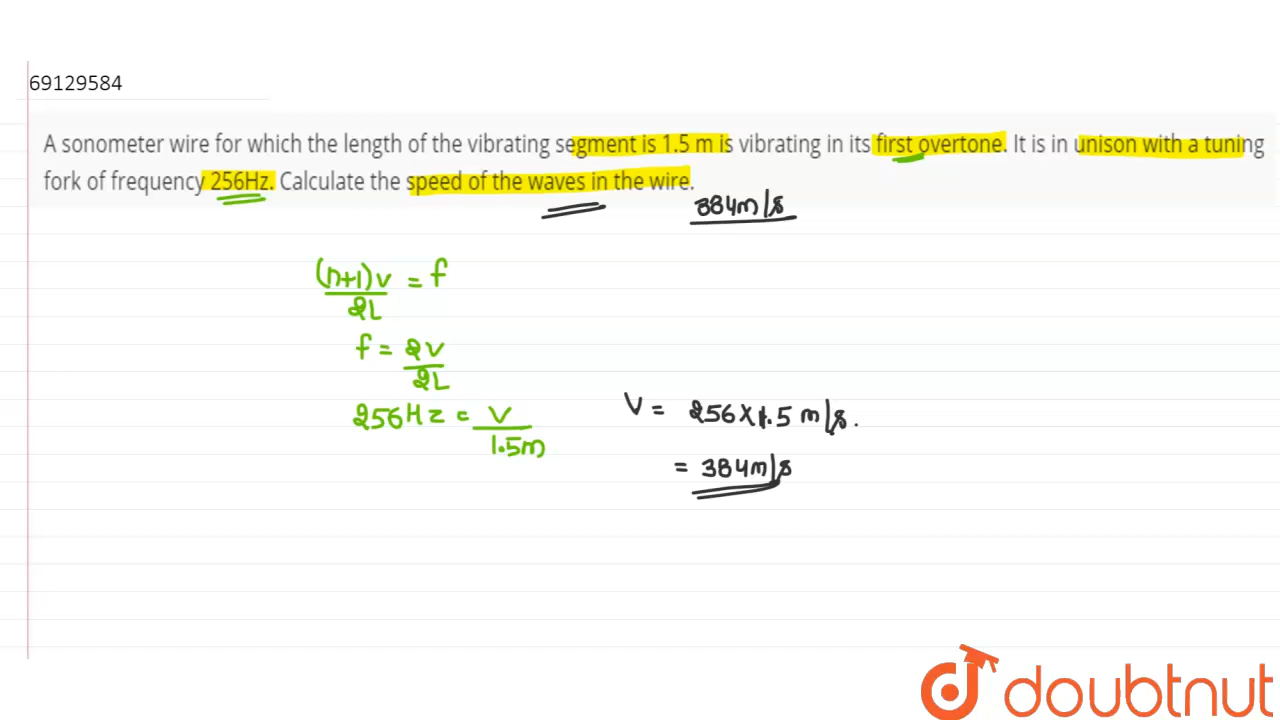 69129584
A sonometer wire for which the length of the vibrating segment is 1.5 m is vibrating in its first overtone. It is in unison with a tuning
fork of frequency 256Hz. Calculate the speed of the waves in the wire.
384m/s
(n+1)v = f
2L
f = 2V
2L
256Hz = V
1.5m
V = 256×1.5 m/s.
= 384m/s
doubtnut